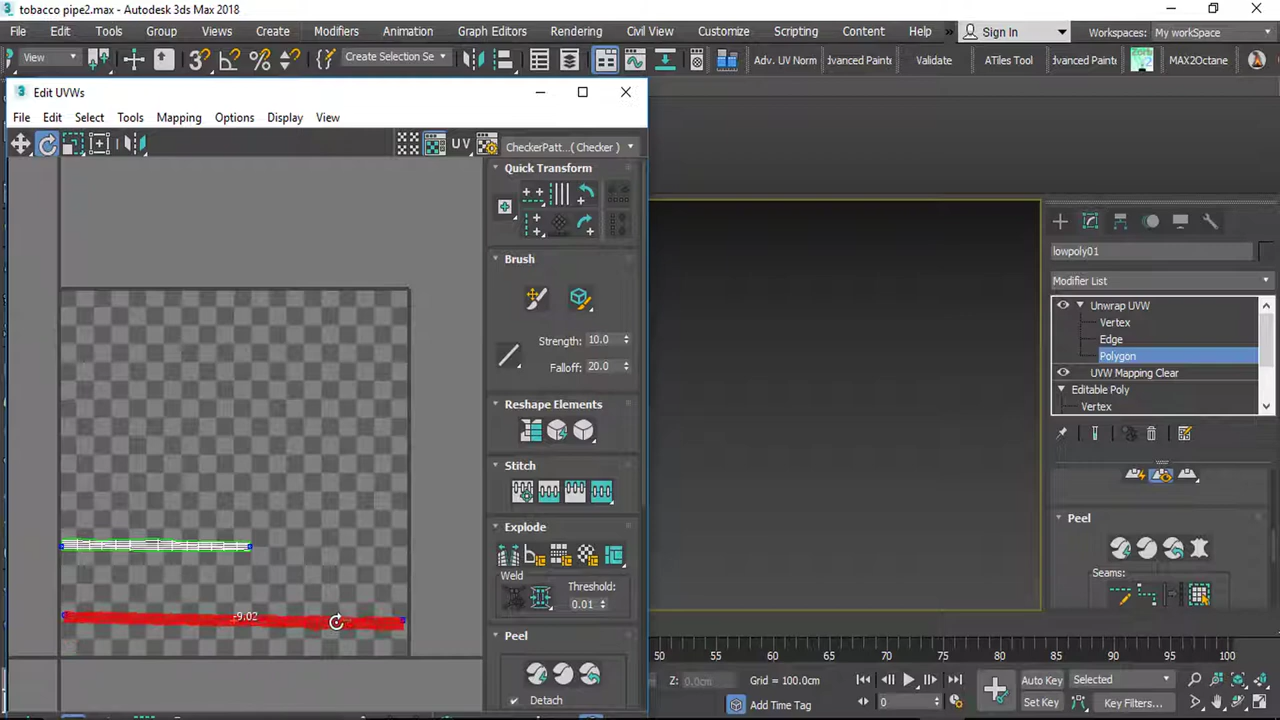 tobacco pipe2.max - Autodesk 3ds Max 2018
File Edit Tools Group Views Create Modifiers Animation Graph Editors Rendering Civil View Customize Scripting Content Help Sign In Workspaces: My workSpace
View Create Selection Se Adv. UV Norm dvanced Paint Validate ATiles Tool dvanced Paint MAX2Octane
Edit UVWs
File Edit Select Tools Mapping Options Display View
UV CheckerPatt...( Checker )
Quick Transform
Brush
Strength: 10.0
Falloff: 20.0
Reshape Elements
Stitch
Explode
Weld Threshold:
0.01
Peel
Detach
-9.02
lowpoly01
Modifier List
Unwrap UVW
Vertex
Edge
Polygon
UVW Mapping Clear
Editable Poly
Vertex
Peel
Seams:
50 55 60 65 70 75 80 85 90 95 100
Z: 0.0cm Grid = 100.0cm Auto Key Selected
Add Time Tag 0 Set Key Key Filters...